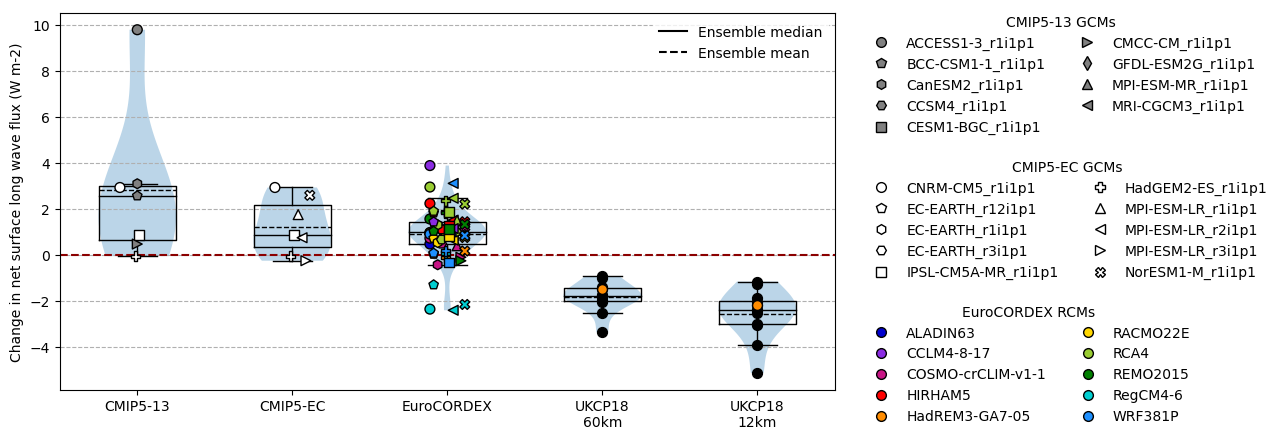 Change in net surface long wave flux (W m-2)
10
8
6
4
2
0
−2
−4
Ensemble median
Ensemble mean
CMIP5-13
CMIP5-EC
EuroCORDEX
UKCP18
60km
UKCP18
12km
CMIP5-13 GCMs
ACCESS1-3_r1i1p1
BCC-CSM1-1_r1i1p1
CanESM2_r1i1p1
CCSM4_r1i1p1
CESM1-BGC_r1i1p1
CMCC-CM_r1i1p1
GFDL-ESM2G_r1i1p1
MPI-ESM-MR_r1i1p1
MRI-CGCM3_r1i1p1
CMIP5-EC GCMs
CNRM-CM5_r1i1p1
EC-EARTH_r12i1p1
EC-EARTH_r1i1p1
EC-EARTH_r3i1p1
IPSL-CM5A-MR_r1i1p1
HadGEM2-ES_r1i1p1
MPI-ESM-LR_r1i1p1
MPI-ESM-LR_r2i1p1
MPI-ESM-LR_r3i1p1
NorESM1-M_r1i1p1
EuroCORDEX RCMs
ALADIN63
CCLM4-8-17
COSMO-crCLIM-v1-1
HIRHAM5
HadREM3-GA7-05
RACMO22E
RCA4
REMO2015
RegCM4-6
WRF381P